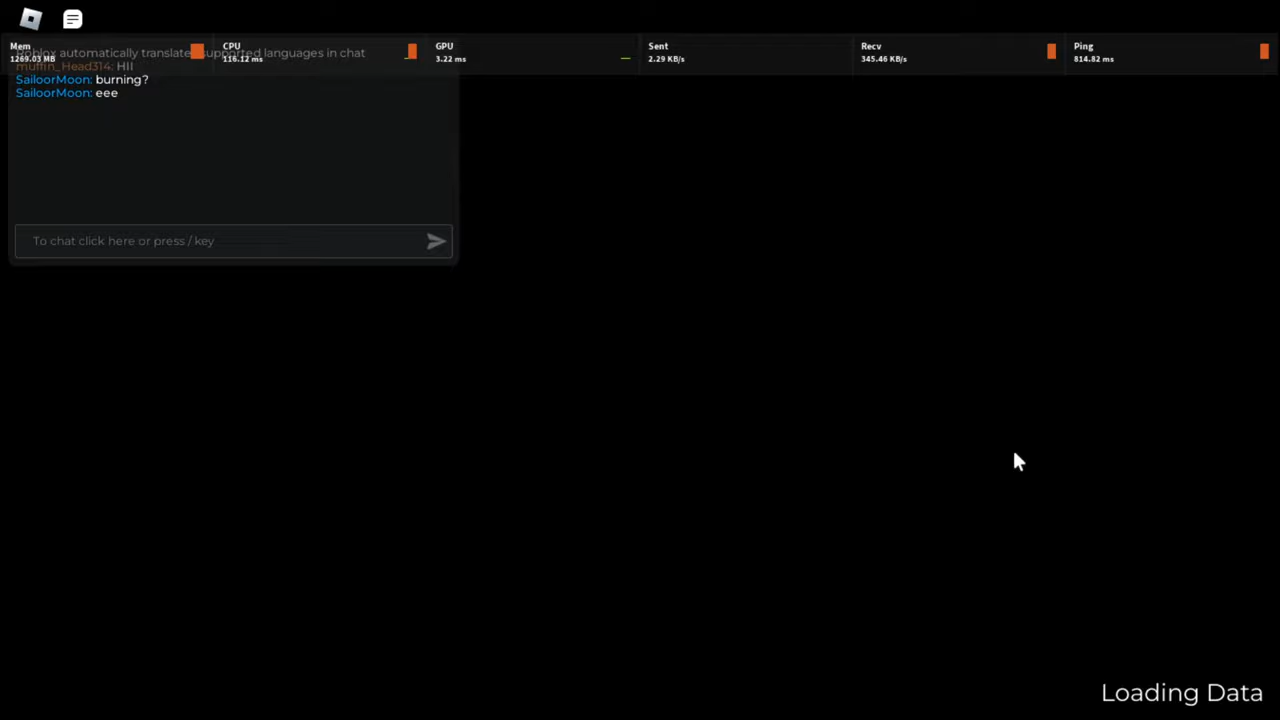 Mem
1269.03 MB
CPU
116.12 ms
GPU
3.22 ms
Sent
2.29 KB/s
Recv
345.46 KB/s
Ping
814.82 ms
Roblox automatically translates supported languages in chat
muffin_Head314: HII
SailoorMoon: burning?
SailoorMoon: eee
To chat click here or press / key
Loading Data